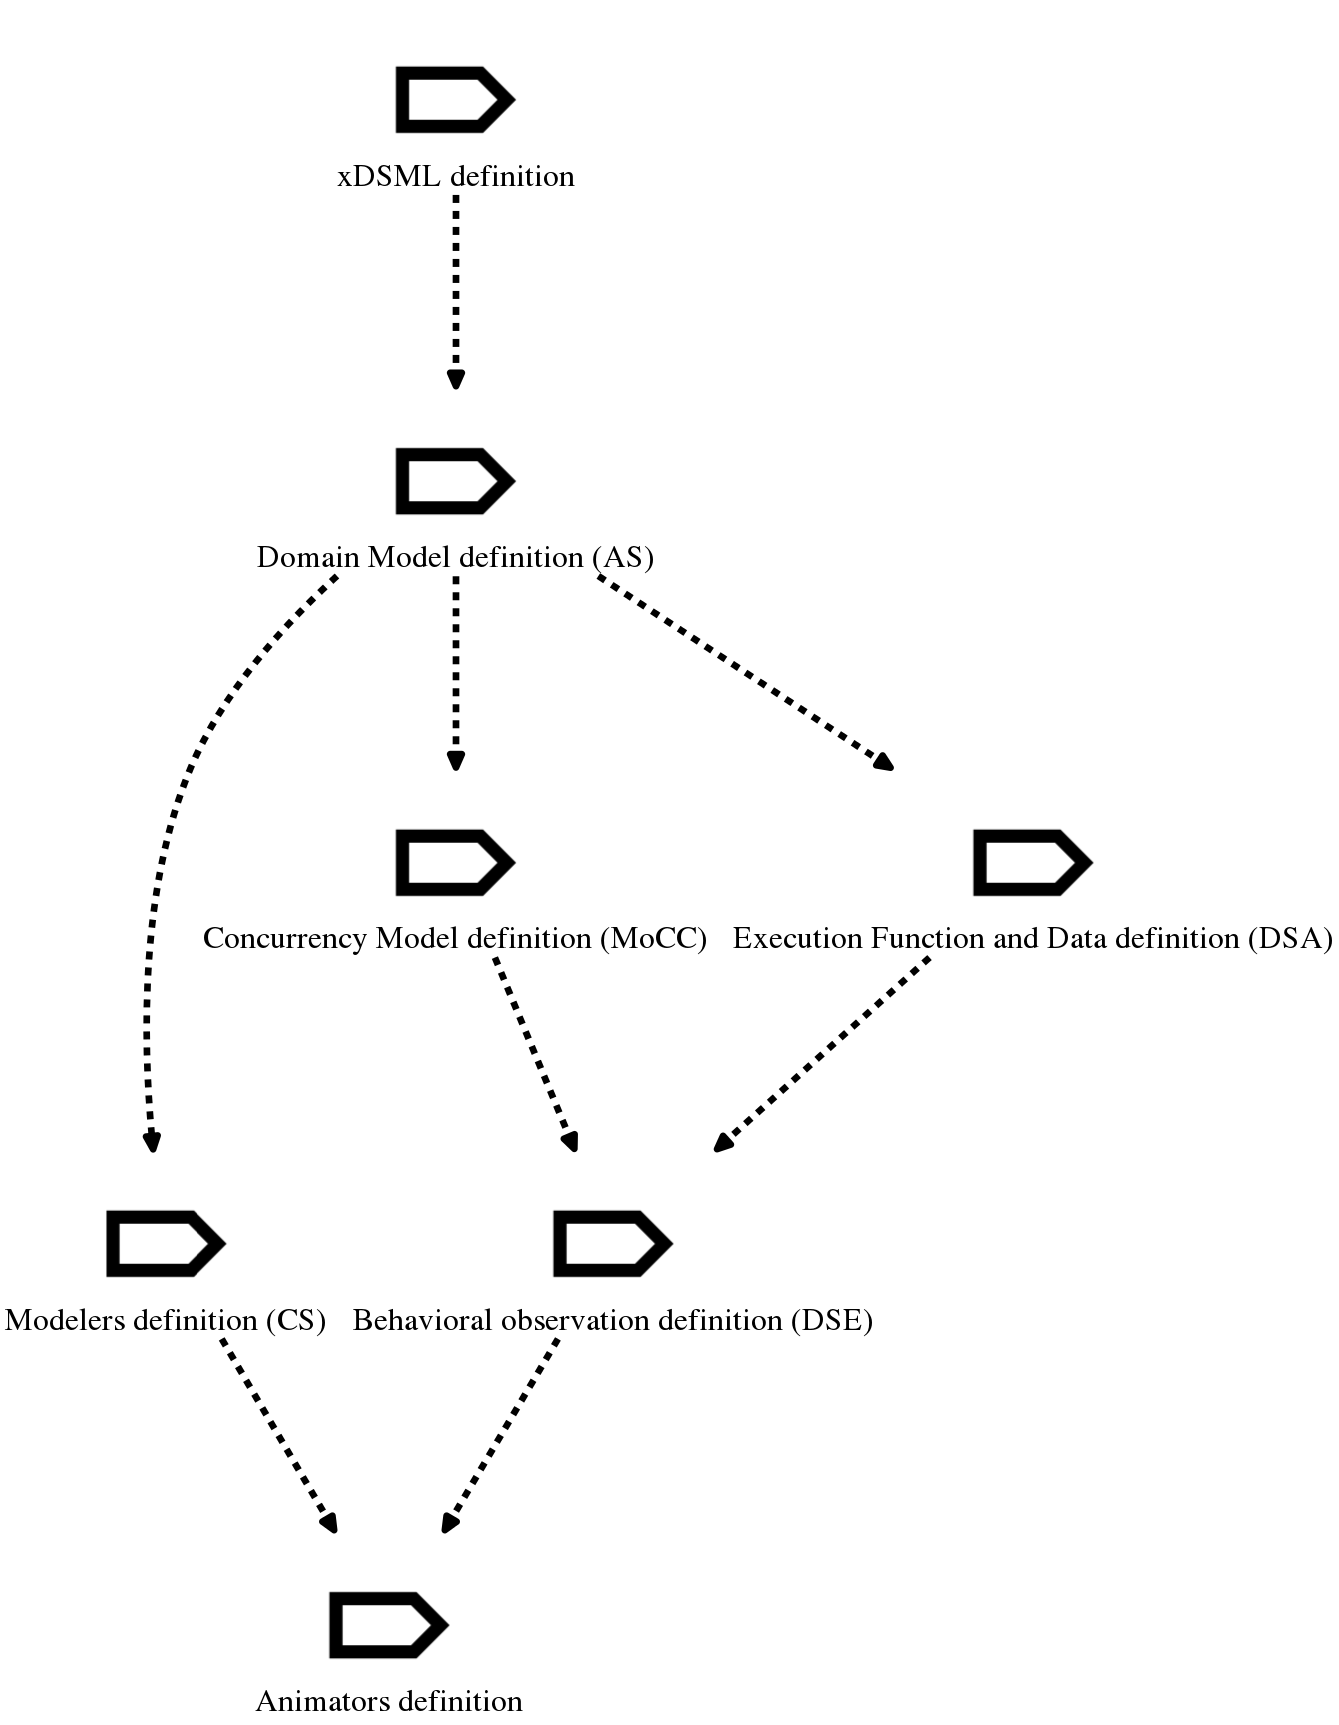 xDSML definition
Domain Model definition (AS)
Concurrency Model definition (MoCC)
Execution Function and Data definition (DSA)
Modelers definition (CS)
Behavioral observation definition (DSE)
Animators definition